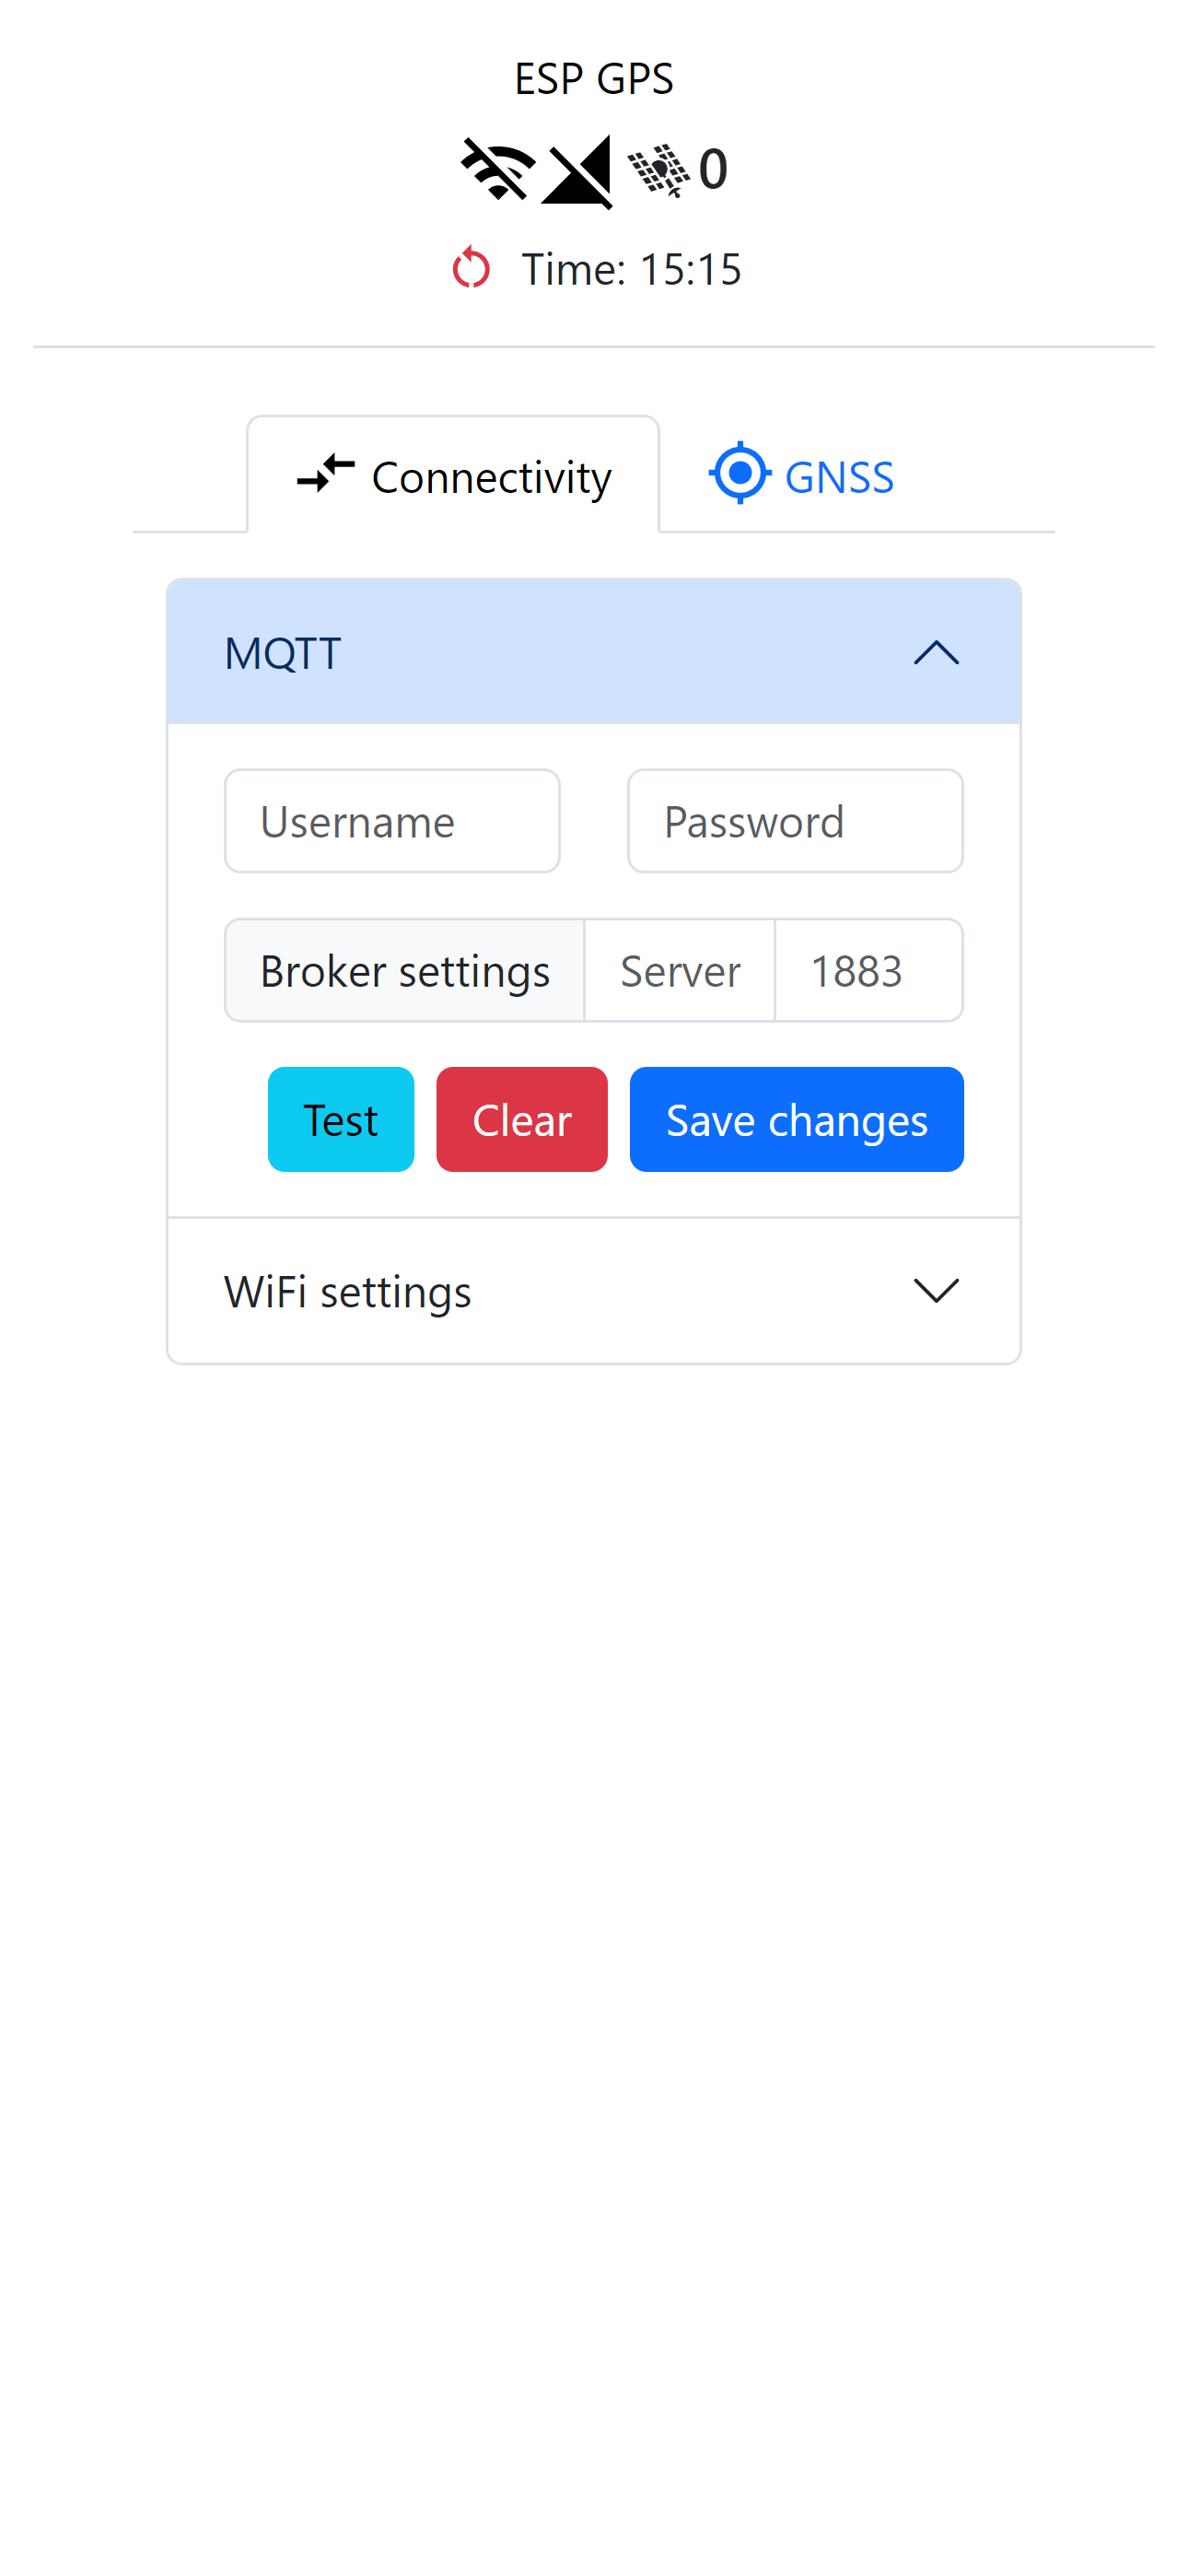 ESP GPS
0
Time: 15:15
Connectivity GNSS
MQTT
Username Password
Broker settings Server 1883
Test Clear Save changes
WiFi settings